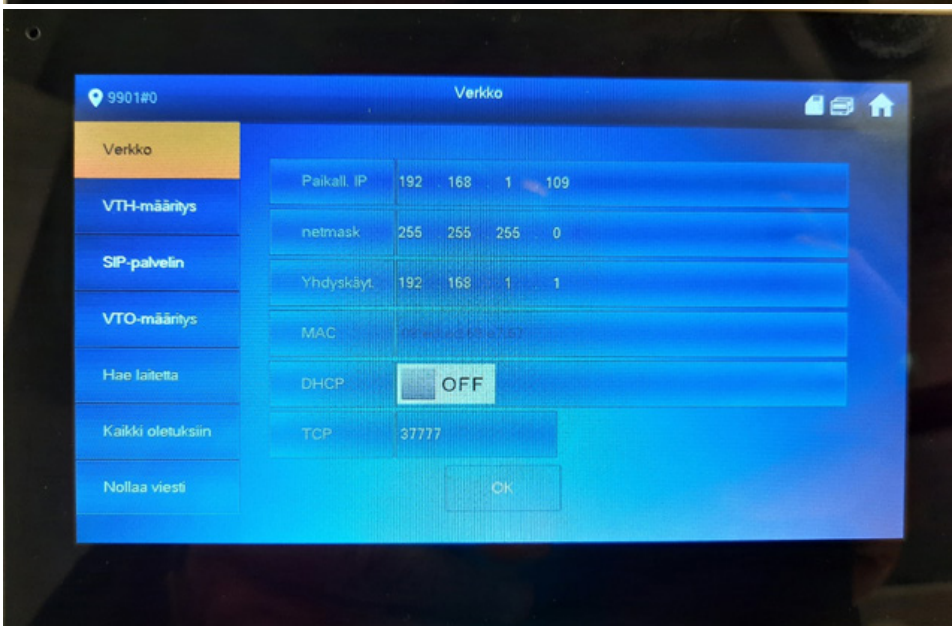 9901#0
Verkko
Verkko
VTH-määritys
SIP-palvelin
VTO-määritys
Hae laitetta
Kaikki oletuksiin
Nollaa viesti
Paikall. IP 192 . 168 . 1 . 109
netmask 255 . 255 . 255 . 0
Yhdyskäyt. 192 . 168 . 1 . 1
MAC
DHCP OFF
TCP 37777
OK